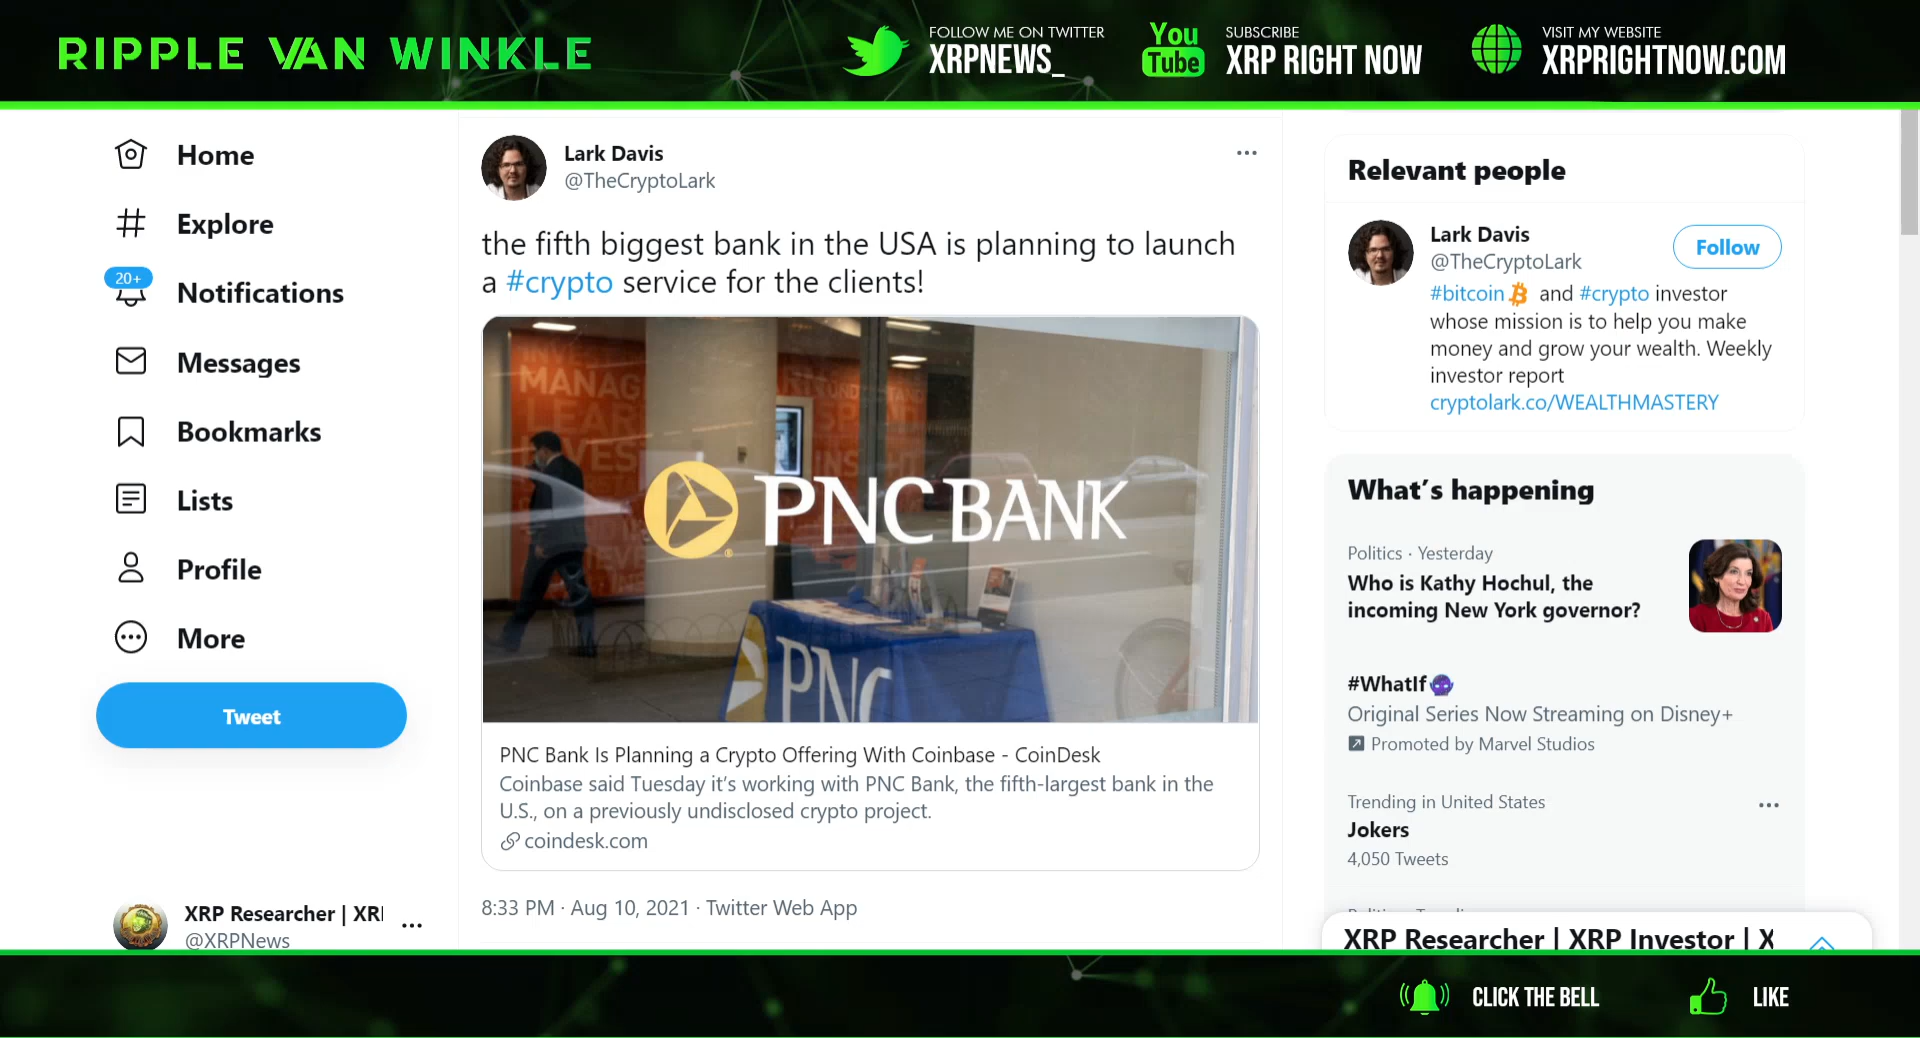 RIPPLE VAN WINKLE
FOLLOW ME ON TWITTER
XRPNEWS_
You
Tube
SUBSCRIBE
XRP RIGHT NOW
VISIT MY WEBSITE
XRPRIGHTNOW.COM
Home
Explore
20+
Notifications
Messages
Bookmarks
Lists
Profile
More
Tweet
XRP Researcher | XRI
@XRPNews
Lark Davis
@TheCryptoLark
the fifth biggest bank in the USA is planning to launch
a #crypto service for the clients!
MANAG
LEAR
PNC BANK
PNC
PNC Bank Is Planning a Crypto Offering With Coinbase - CoinDesk
Coinbase said Tuesday it’s working with PNC Bank, the fifth-largest bank in the
U.S., on a previously undisclosed crypto project.
coindesk.com
8:33 PM · Aug 10, 2021 · Twitter Web App
Relevant people
Lark Davis
@TheCryptoLark
Follow
#bitcoin and #crypto investor
whose mission is to help you make
money and grow your wealth. Weekly
investor report
cryptolark.co/WEALTHMASTERY
What’s happening
Politics · Yesterday
Who is Kathy Hochul, the
incoming New York governor?
#WhatIf
Original Series Now Streaming on Disney+
Promoted by Marvel Studios
Trending in United States
Jokers
4,050 Tweets
XRP Researcher | XRP Investor | X
CLICK THE BELL
LIKE